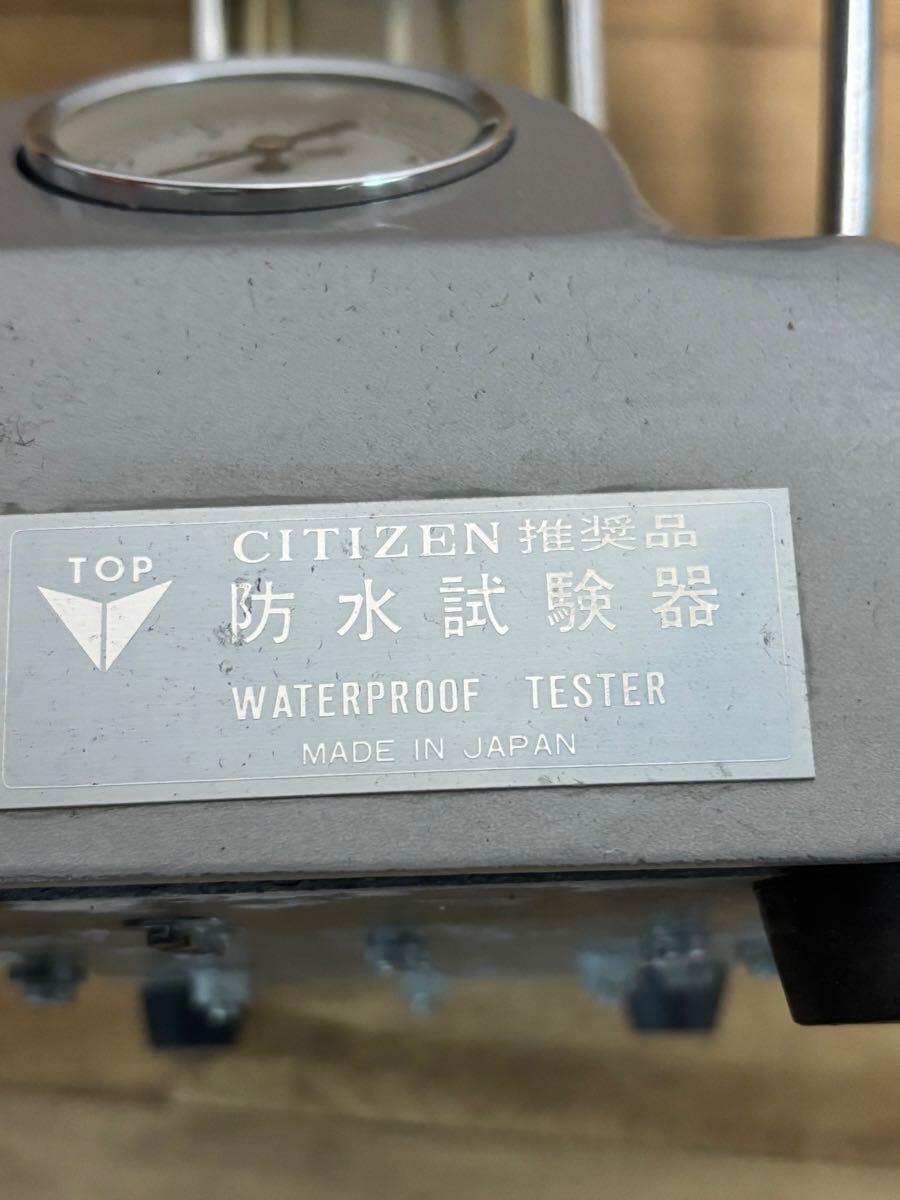 TOP
CITIZEN 推奨品
防水試験器
WATERPROOF TESTER
MADE IN JAPAN